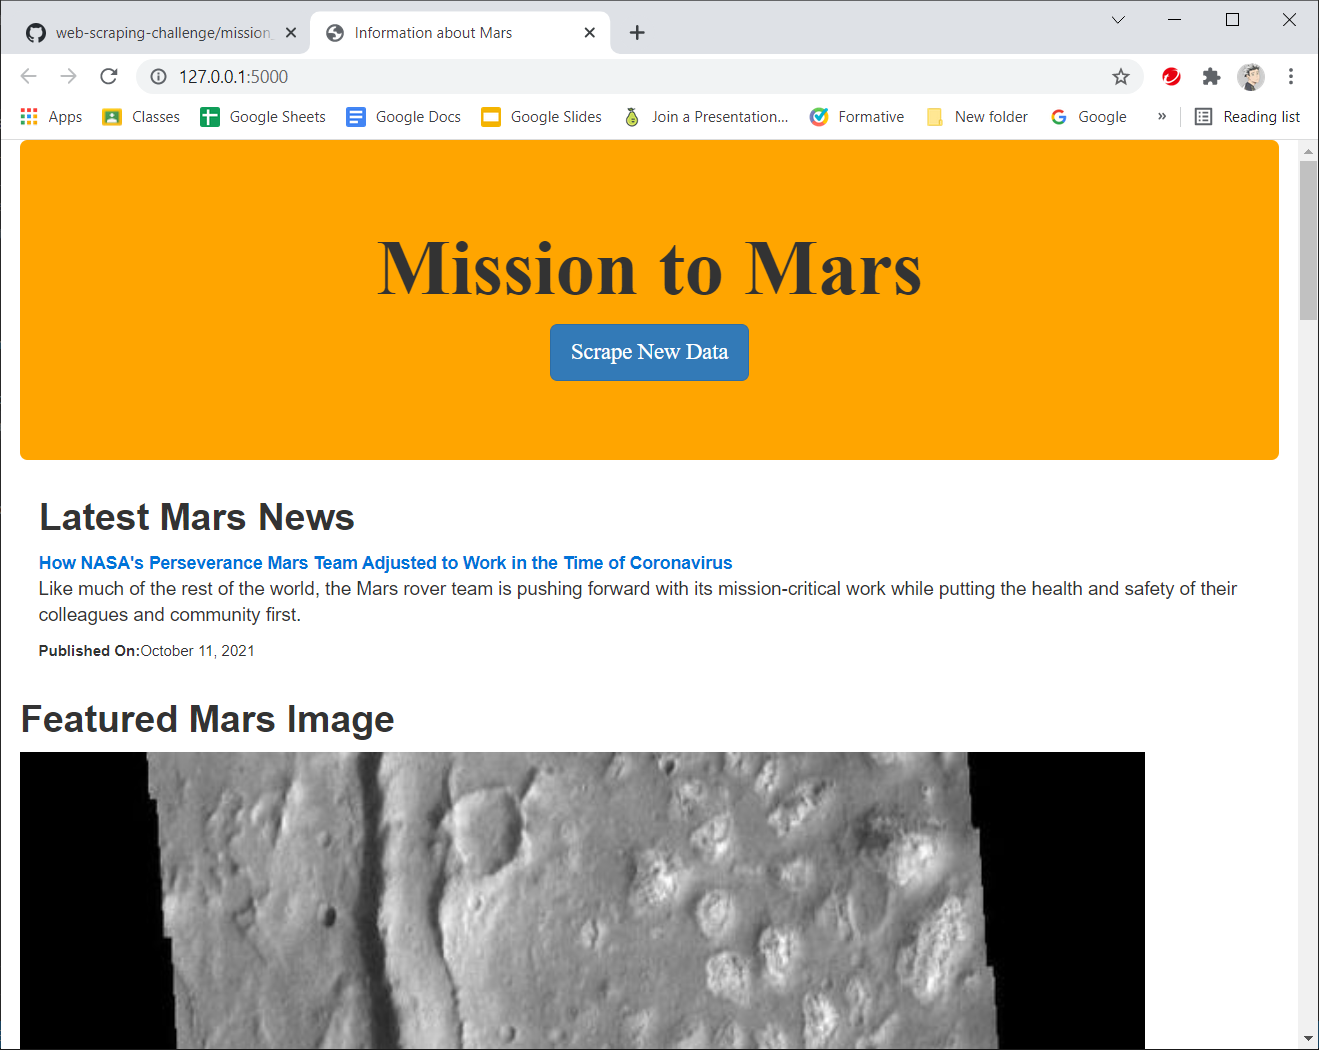 web-scraping-challenge/mission_
Information about Mars
127.0.0.1:5000
Apps
Classes
Google Sheets
Google Docs
Google Slides
Join a Presentation...
Formative
New folder
Google
»
Reading list
Mission to Mars
Scrape New Data
Latest Mars News
How NASA's Perseverance Mars Team Adjusted to Work in the Time of Coronavirus
Like much of the rest of the world, the Mars rover team is pushing forward with its mission-critical work while putting the health and safety of their
colleagues and community first.
Published On:October 11, 2021
Featured Mars Image